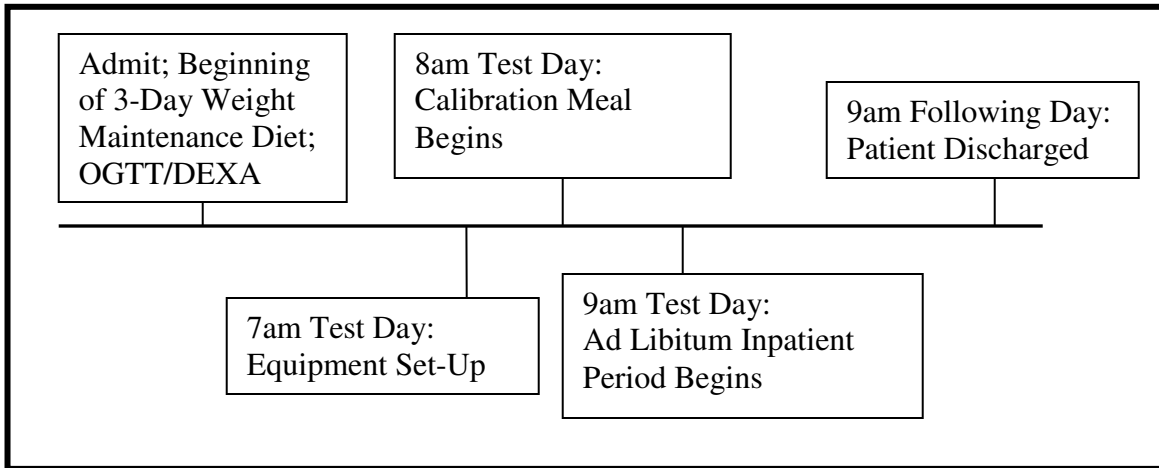 Admit; Beginning
of 3-Day Weight
Maintenance Diet;
OGTT/DEXA
7am Test Day:
Equipment Set-Up
8am Test Day:
Calibration Meal
Begins
9am Test Day:
Ad Libitum Inpatient
Period Begins
9am Following Day:
Patient Discharged